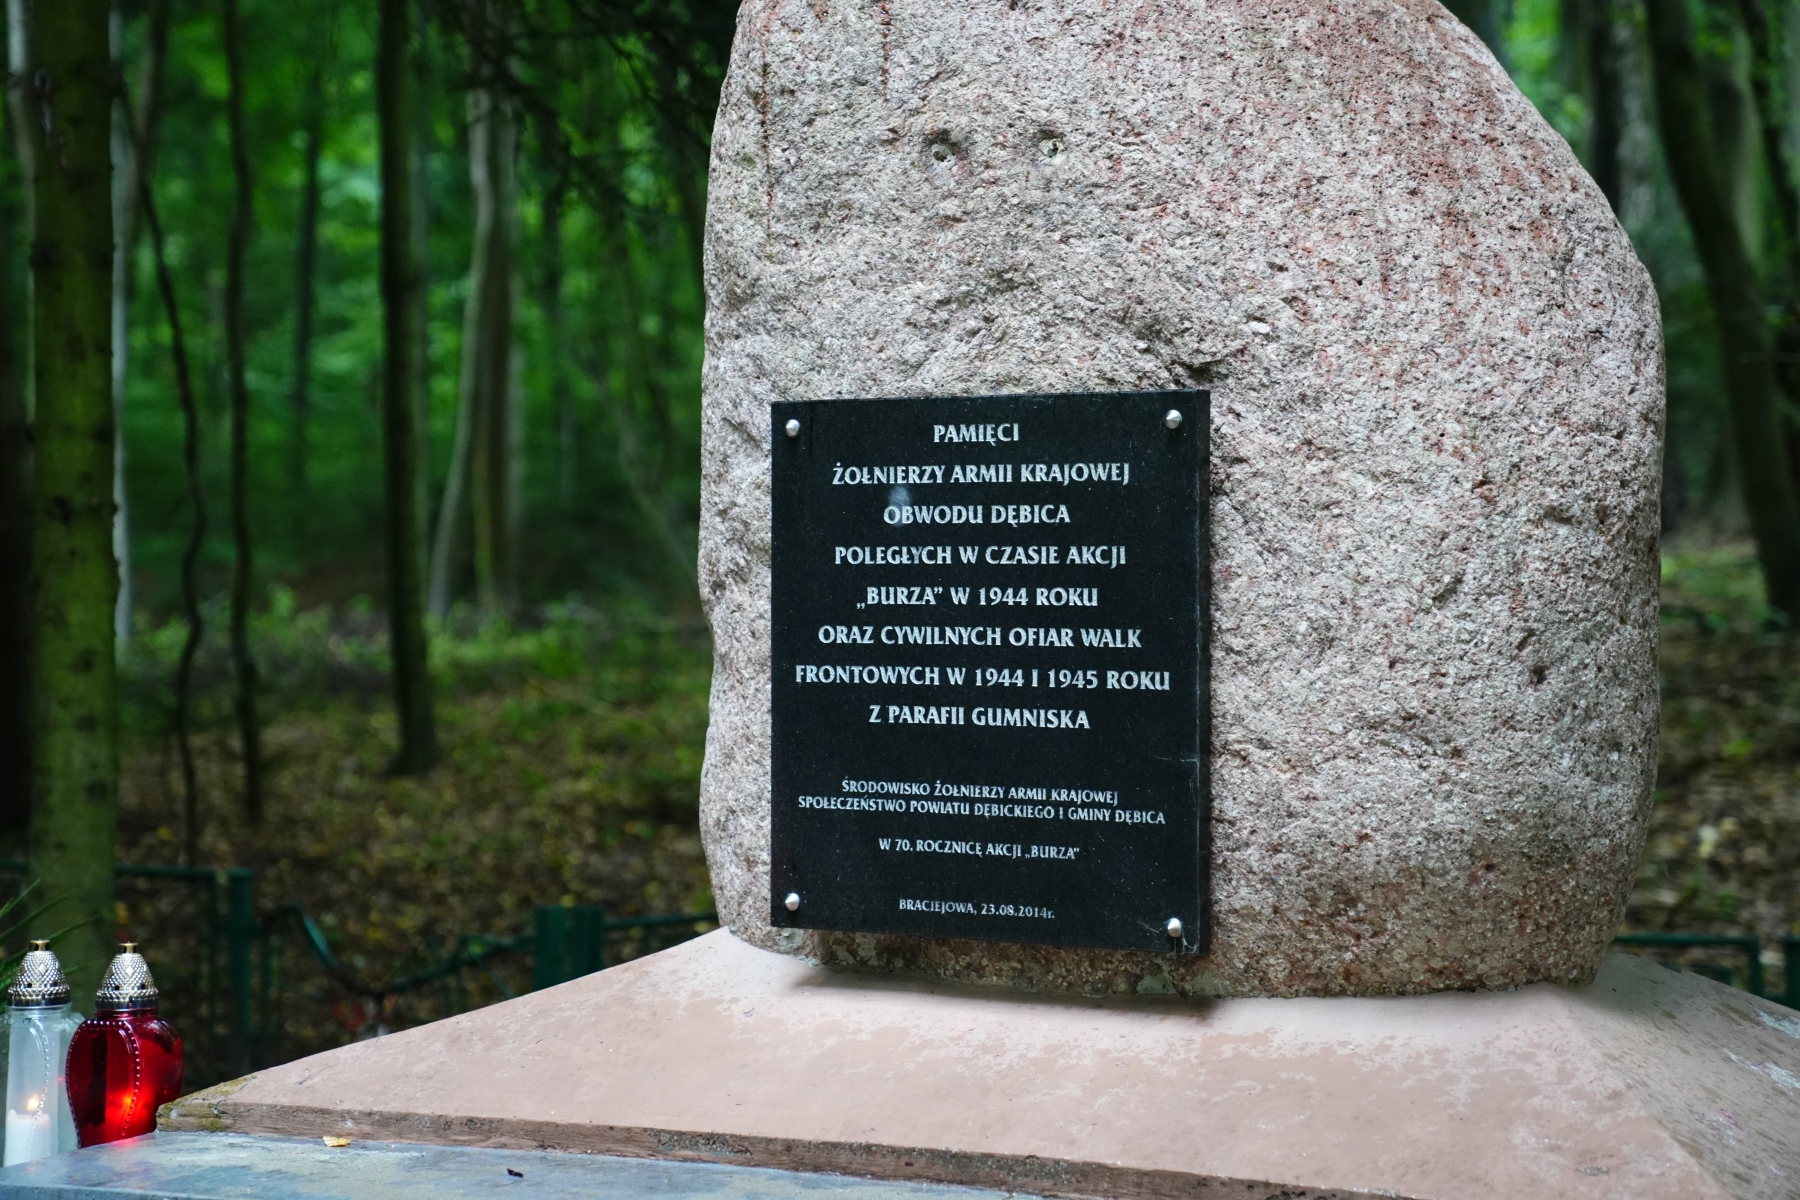 PAMIĘCI
ŻOŁNIERZY ARMII KRAJOWEJ
OBWODU DĘBICA
POLEGŁYCH W CZASIE AKCJI
„BURZA” W 1944 ROKU
ORAZ CYWILNYCH OFIAR WALK
FRONTOWYCH W 1944 I 1945 ROKU
Z PARAFII GUMNISKA
ŚRODOWISKO ŻOŁNIERZY ARMII KRAJOWEJ
SPOŁECZEŃSTWO POWIATU DĘBICKIEGO I GMINY DĘBICA
W 70. ROCZNICĘ AKCJI „BURZA”
BRACIEJOWA, 23.08.2014r.